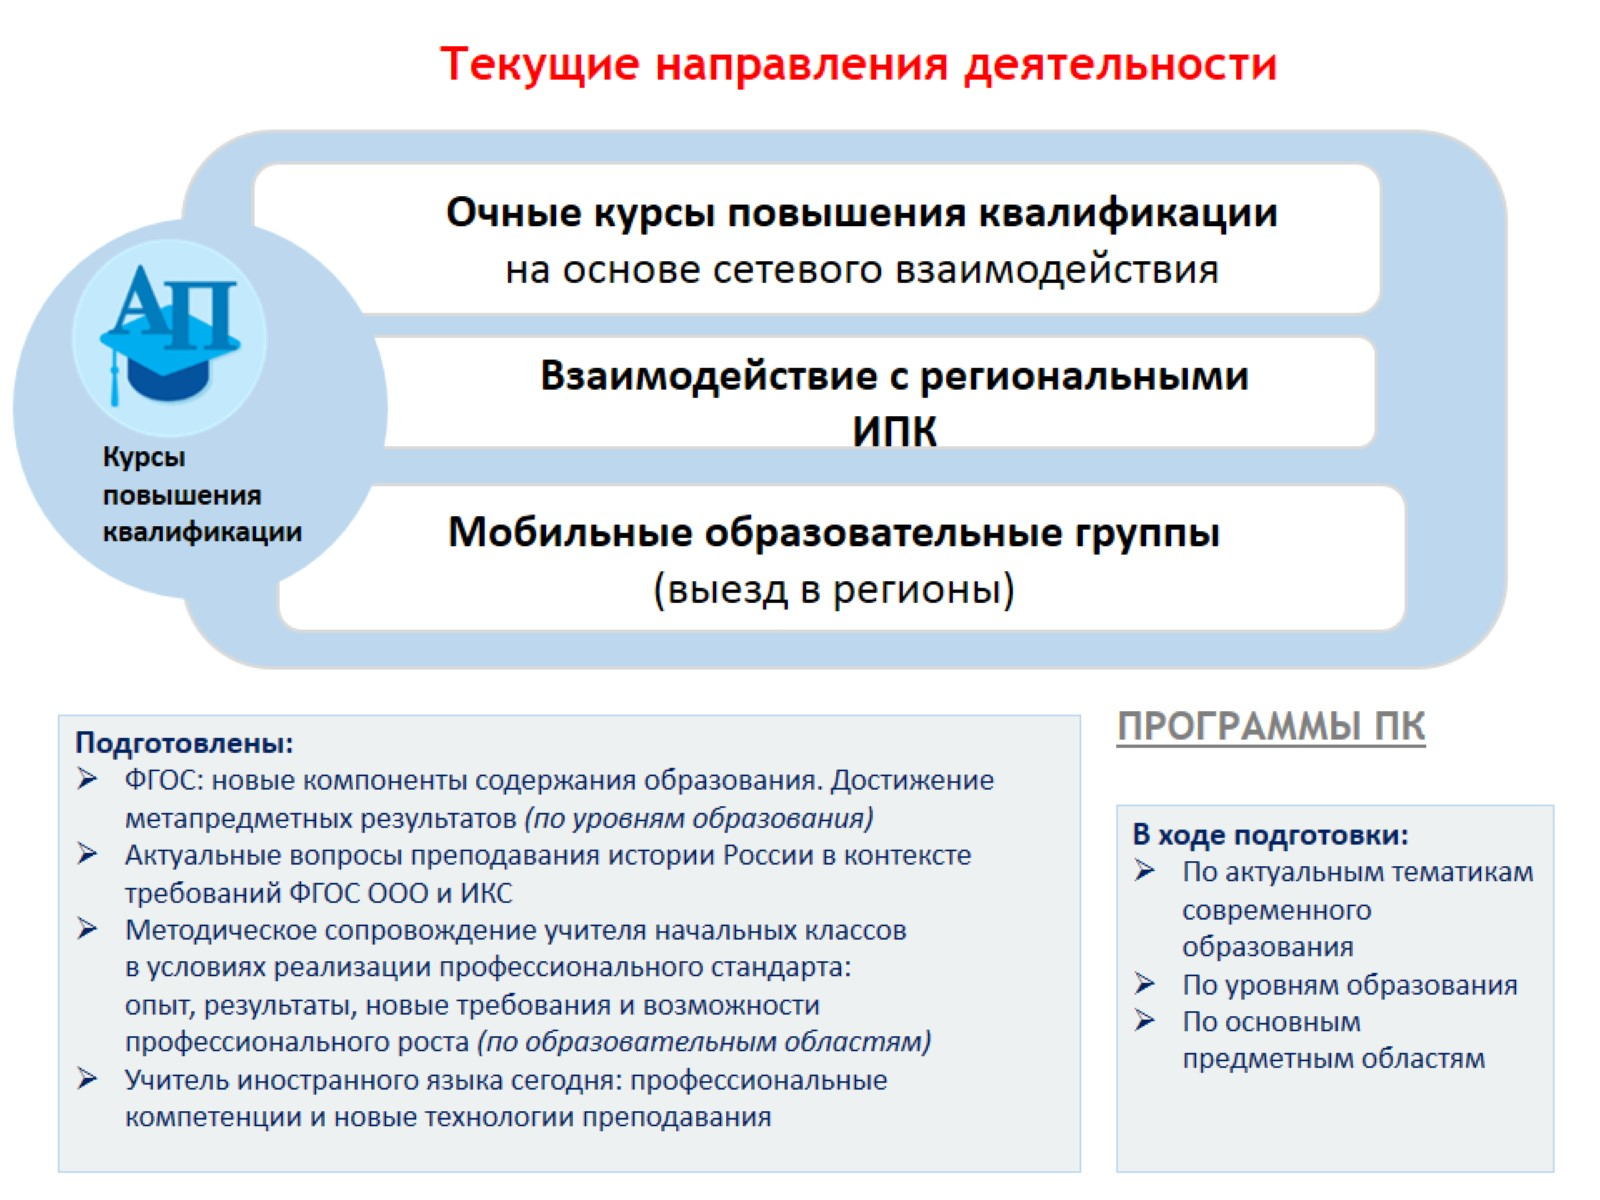 Текущие направления деятельности
Очные курсы повышения квалификации
на основе сетевого взаимодействия
АП
Взаимодействие с региональными
ИПК
Курсы
повышения
квалификации
Мобильные образовательные группы
(выезд в регионы)
Подготовлены:
ФГОС: новые компоненты содержания образования. Достижение
метапредметных результатов (по уровням образования)
Актуальные вопросы преподавания истории России в контексте
требований ФГОС ООО и ИКС
Методическое сопровождение учителя начальных классов
в условиях реализации профессионального стандарта:
опыт, результаты, новые требования и возможности
профессионального роста (по образовательным областям)
Учитель иностранного языка сегодня: профессиональные
компетенции и новые технологии преподавания
ПРОГРАММЫ ПК
В ходе подготовки:
По актуальным тематикам
современного
образования
По уровням образования
По основным
предметным областям